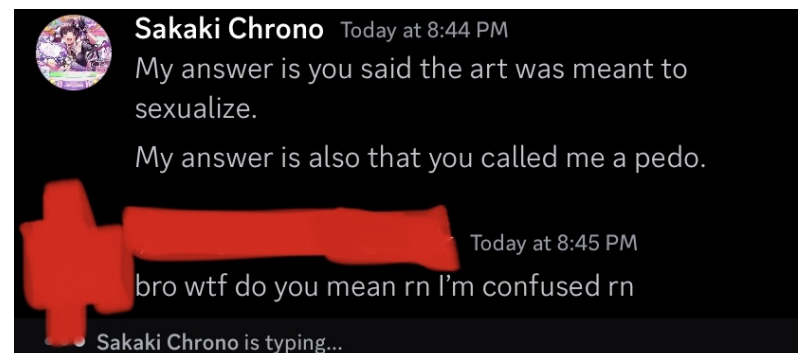 Sakaki Chrono Today at 8:44 PM
My answer is you said the art was meant to
sexualize.
My answer is also that you called me a pedo.
Today at 8:45 PM
bro wtf do you mean rn I’m confused rn
Sakaki Chrono is typing...